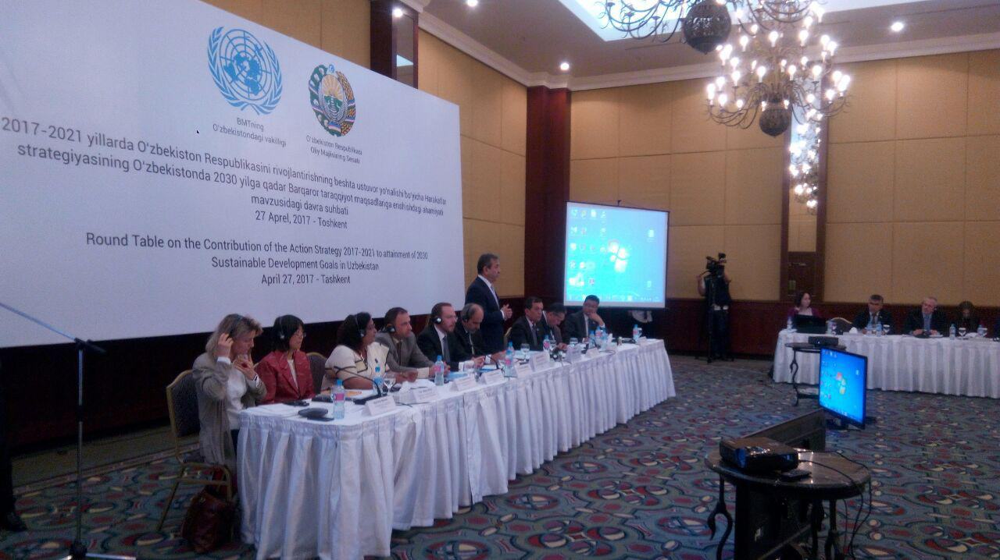 BMTning
O'zbekistondagi vakilligi
O'zbekiston Respublikasi
Oliy Majlisining Senati
2017-2021 yillarda O'zbekiston Respublikasini rivojlantirishning beshta ustuvor yo'nalishi bo'yicha Harakatlar
strategiyasining O'zbekistonda 2030 yilga qadar Barqaror taraqqiyot maqsadlariga erishishdagi ahamiyati
mavzusidagi davra suhbati
27 Aprel, 2017 - Toshkent
Round Table on the Contribution of the Action Strategy 2017-2021 to attainment of 2030
Sustainable Development Goals in Uzbekistan
April 27, 2017 - Tashkent